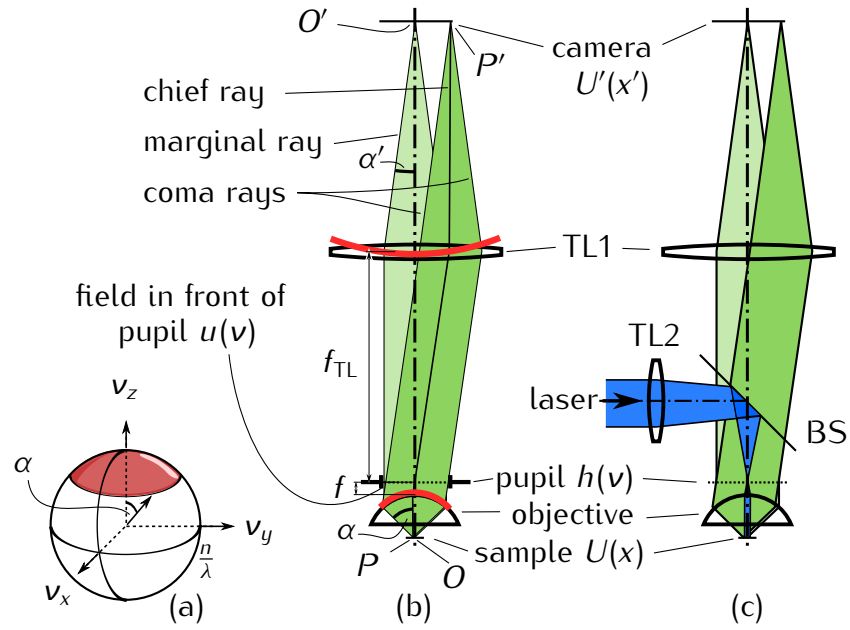 O′
P′
camera
U′(x′)
chief ray
marginal ray
α′
coma rays
TL1
field in front of
pupil u(ν)
f_TL
TL2
laser
BS
ν_z
α
ν_y
n/λ
ν_x
f
pupil h(ν)
objective
α
sample U(x)
P
O
(a)
(b)
(c)